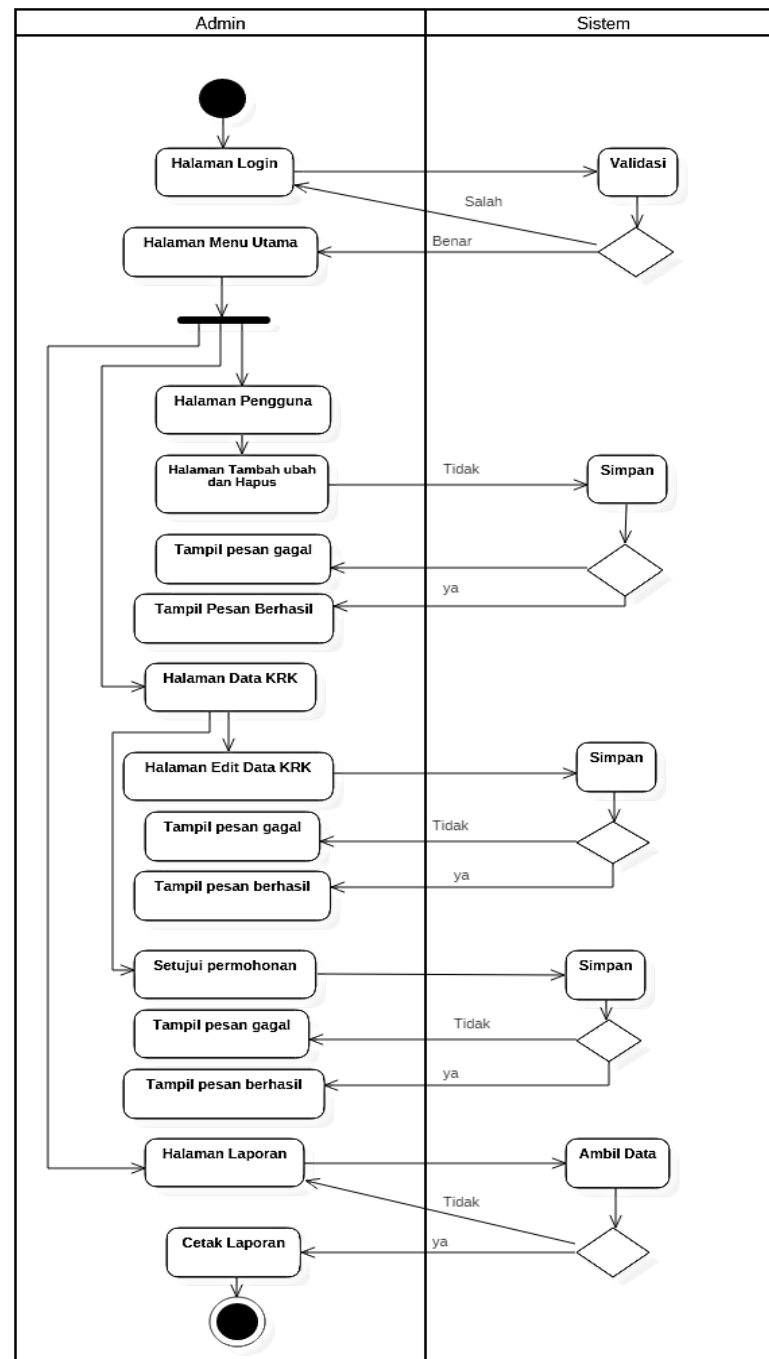 Admin
Sistem
Halaman Login
Validasi
Salah
Halaman Menu Utama
Benar
Halaman Pengguna
Halaman Tambah ubah
dan Hapus
Tidak
Simpan
Tampil pesan gagal
ya
Tampil Pesan Berhasil
Halaman Data KRK
Halaman Edit Data KRK
Simpan
Tampil pesan gagal
Tidak
Tampil pesan berhasil
ya
Setujui permohonan
Simpan
Tampil pesan gagal
Tidak
Tampil pesan berhasil
ya
Halaman Laporan
Ambil Data
Tidak
Cetak Laporan
ya